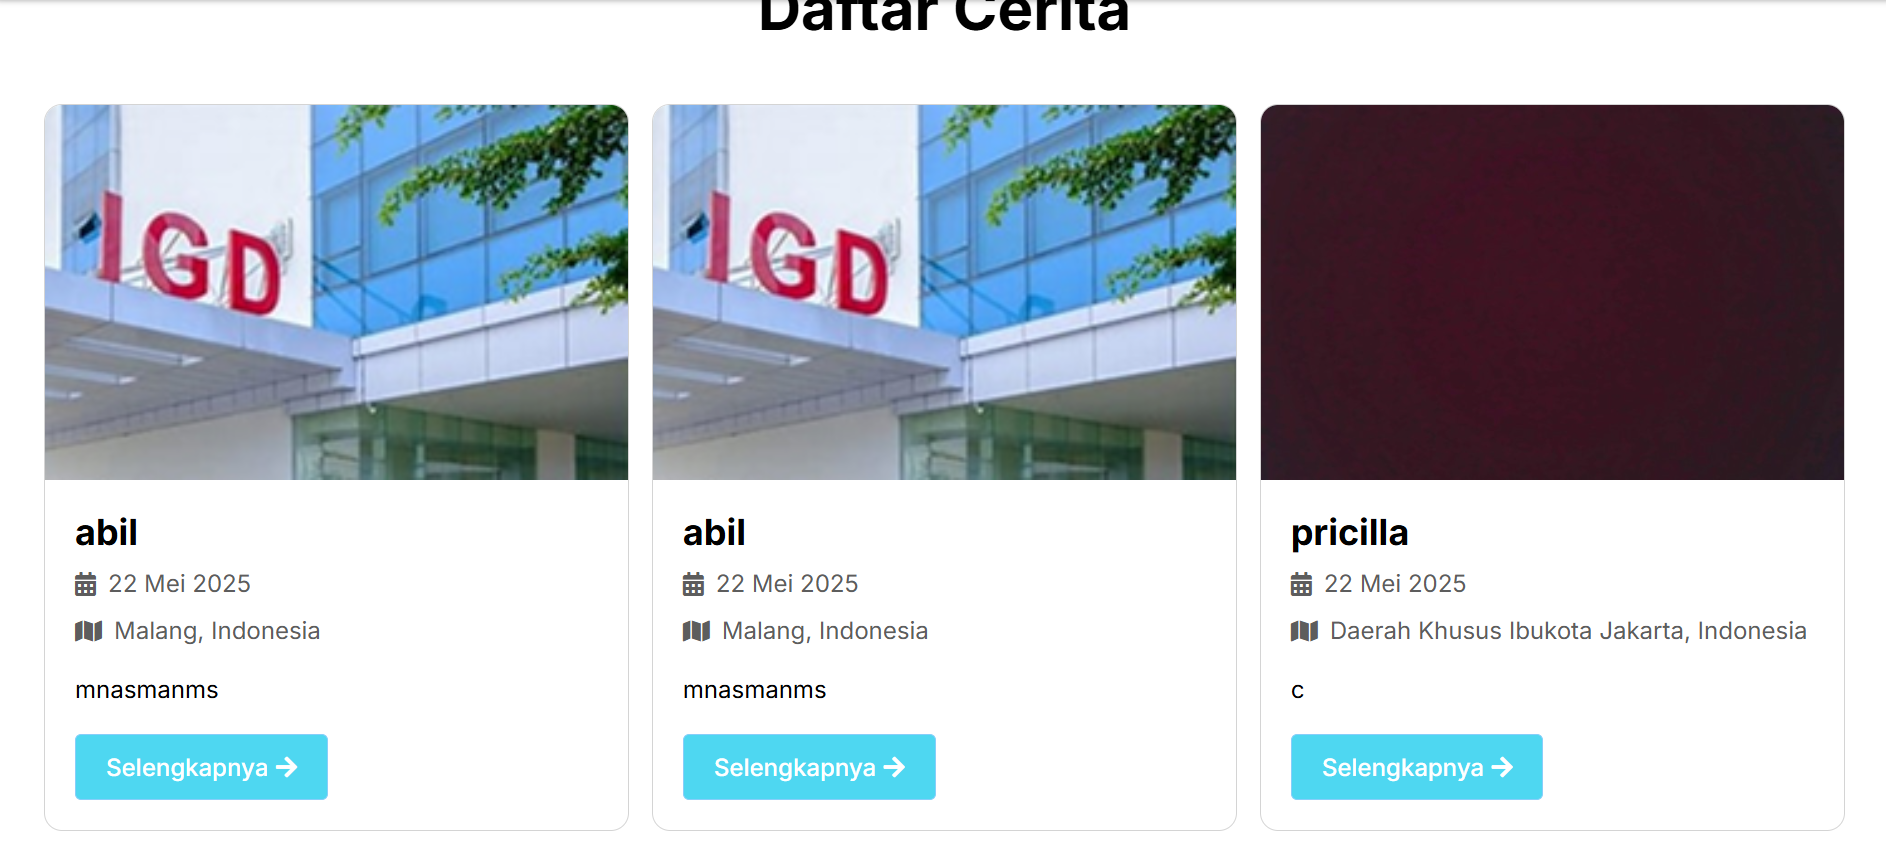 Daftar Cerita
IGD
IGD
abil
22 Mei 2025
Malang, Indonesia
mnasmanms
Selengkapnya →
abil
22 Mei 2025
Malang, Indonesia
mnasmanms
Selengkapnya →
pricilla
22 Mei 2025
Daerah Khusus Ibukota Jakarta, Indonesia
c
Selengkapnya →